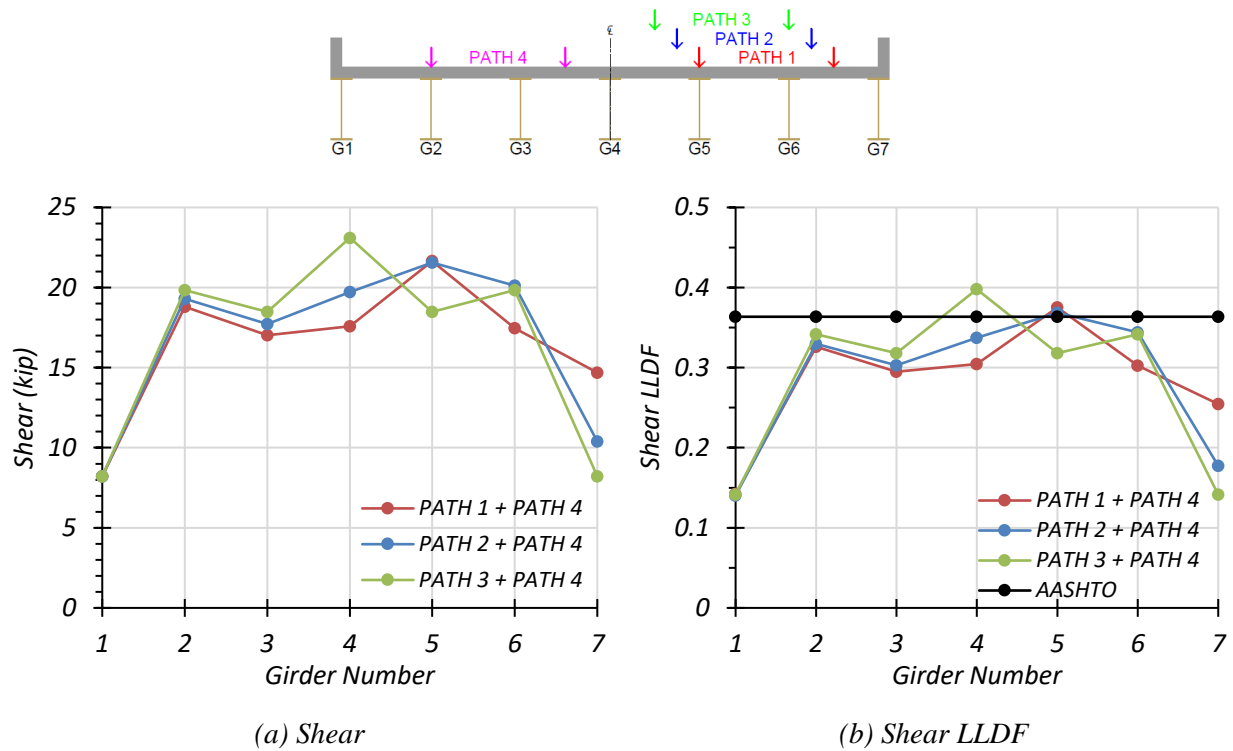 PATH 3
℄
PATH 2
PATH 4
PATH 1
G1 G2 G3 G4 G5 G6 G7
Shear (kip)
25
20
15
10
5
0
PATH 1 + PATH 4
PATH 2 + PATH 4
PATH 3 + PATH 4
1 2 3 4 5 6 7
Girder Number
(a) Shear
Shear LLDF
0.5
0.4
0.3
0.2
0.1
0
PATH 1 + PATH 4
PATH 2 + PATH 4
PATH 3 + PATH 4
AASHTO
1 2 3 4 5 6 7
Girder Number
(b) Shear LLDF